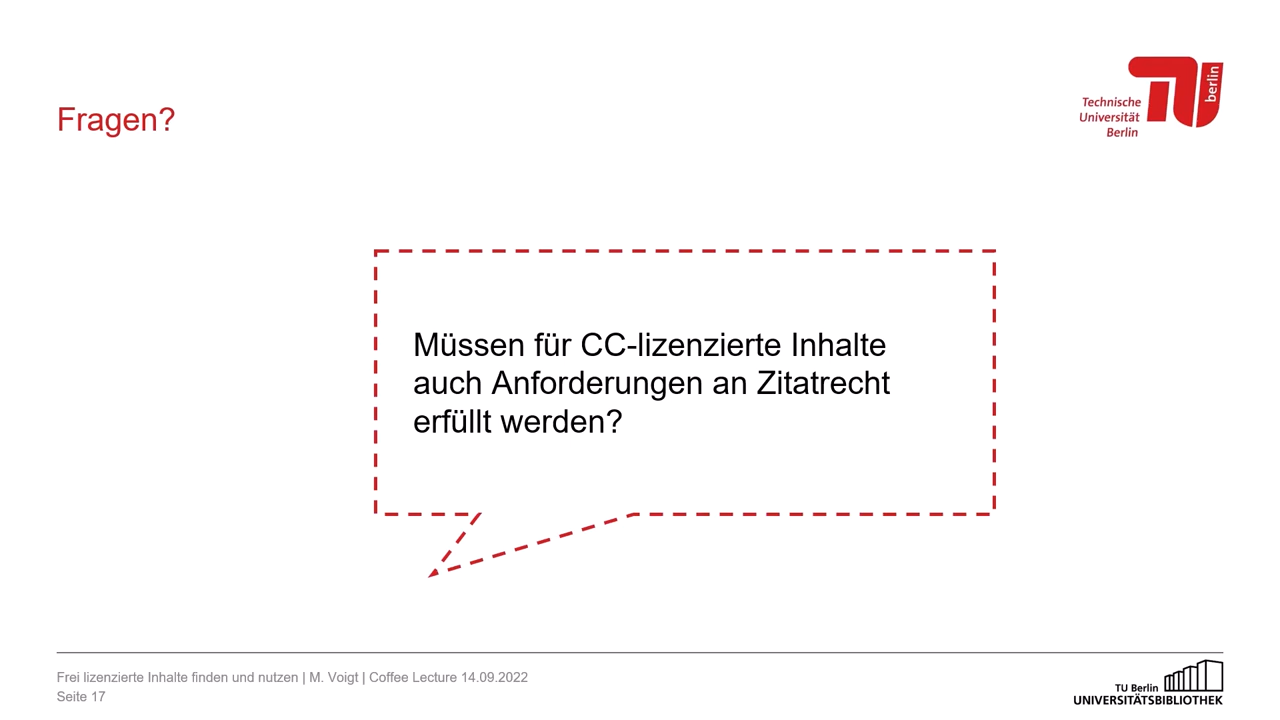 Fragen?
Technische
Universität
Berlin
berlin
Müssen für CC-lizenzierte Inhalte
auch Anforderungen an Zitatrecht
erfüllt werden?
Frei lizenzierte Inhalte finden und nutzen | M. Voigt | Coffee Lecture 14.09.2022
Seite 17
TU Berlin
UNIVERSITÄTSBIBLIOTHEK